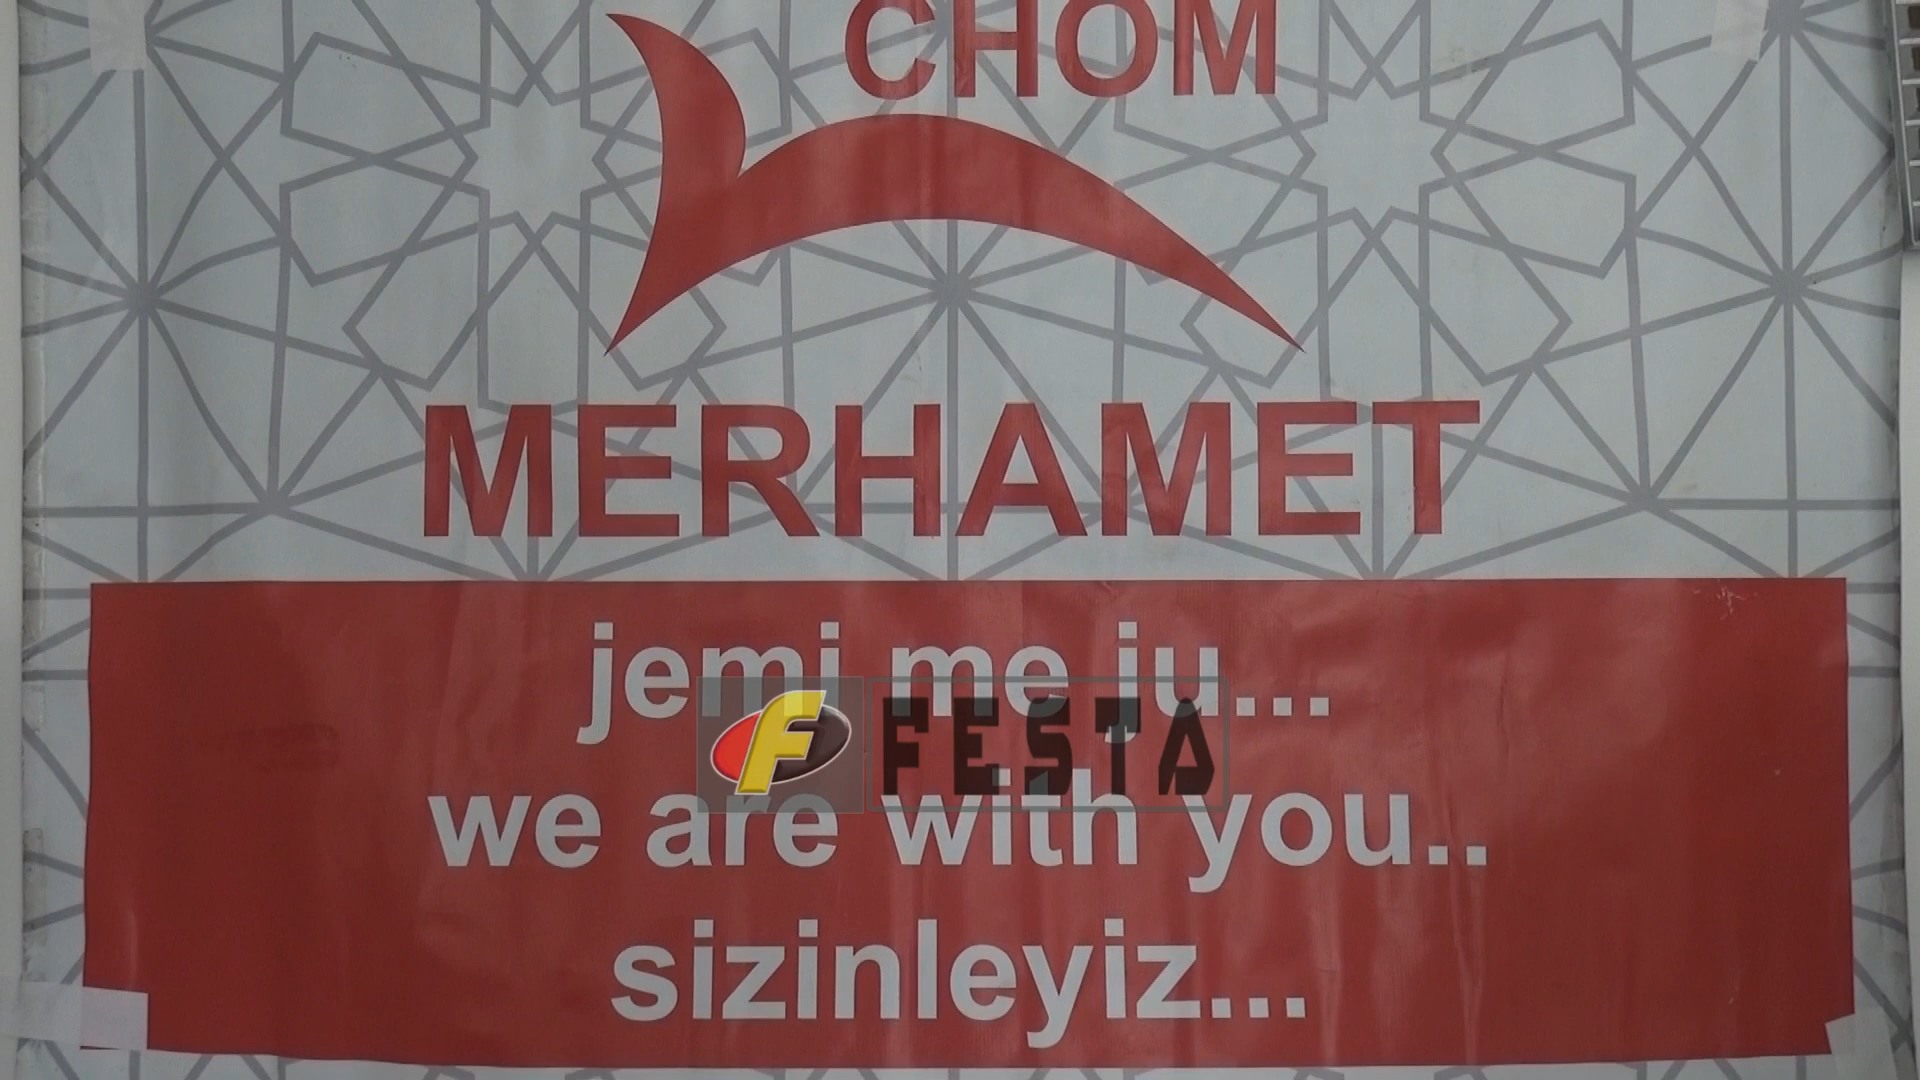 CHOM
MERHAMET
jemi me ju...
FESTA
we are with you..
sizinleyiz...